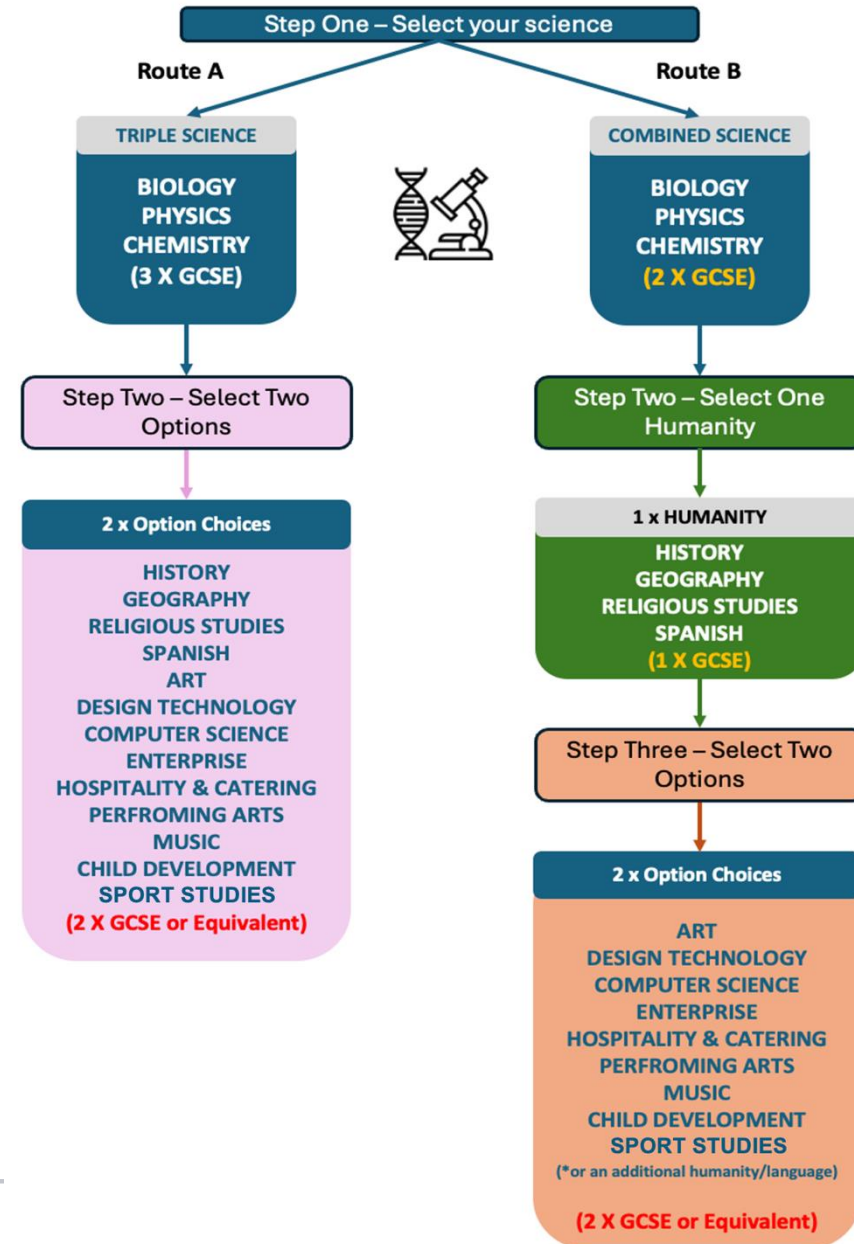 Step One – Select your science
Route A
TRIPLE SCIENCE
BIOLOGY
PHYSICS
CHEMISTRY
(3 X GCSE)
Step Two – Select Two
Options
2 x Option Choices
HISTORY
GEOGRAPHY
RELIGIOUS STUDIES
SPANISH
ART
DESIGN TECHNOLOGY
COMPUTER SCIENCE
ENTERPRISE
HOSPITALITY & CATERING
PERFROMING ARTS
MUSIC
CHILD DEVELOPMENT
SPORT STUDIES
(2 X GCSE or Equivalent)
Route B
COMBINED SCIENCE
BIOLOGY
PHYSICS
CHEMISTRY
(2 X GCSE)
Step Two – Select One
Humanity
1 x HUMANITY
HISTORY
GEOGRAPHY
RELIGIOUS STUDIES
SPANISH
(1 X GCSE)
Step Three – Select Two
Options
2 x Option Choices
ART
DESIGN TECHNOLOGY
COMPUTER SCIENCE
ENTERPRISE
HOSPITALITY & CATERING
PERFROMING ARTS
MUSIC
CHILD DEVELOPMENT
SPORT STUDIES
(*or an additional humanity/language)
(2 X GCSE or Equivalent)